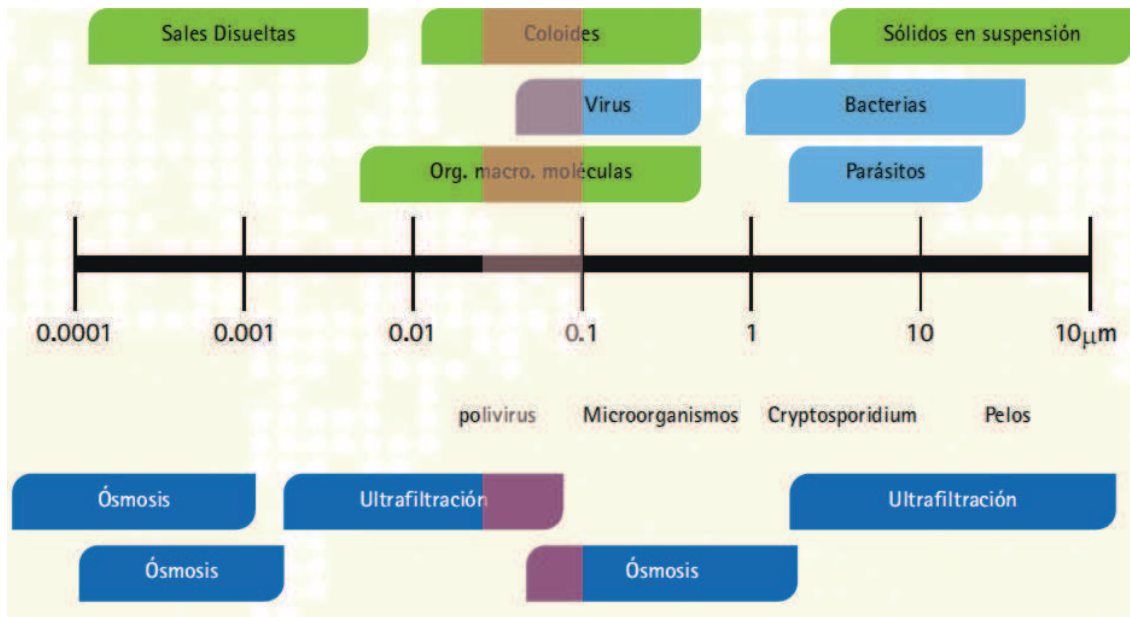 Sales Disueltas Coloides Sólidos en suspensión
Virus Bacterias
Org. macro. moléculas Parásitos
0.0001 0.001 0.01 0.1 1 10 10μm
polivirus Microorganismos Cryptosporidium Pelos
Ósmosis Ultrafiltración Ultrafiltración
Ósmosis Ósmosis